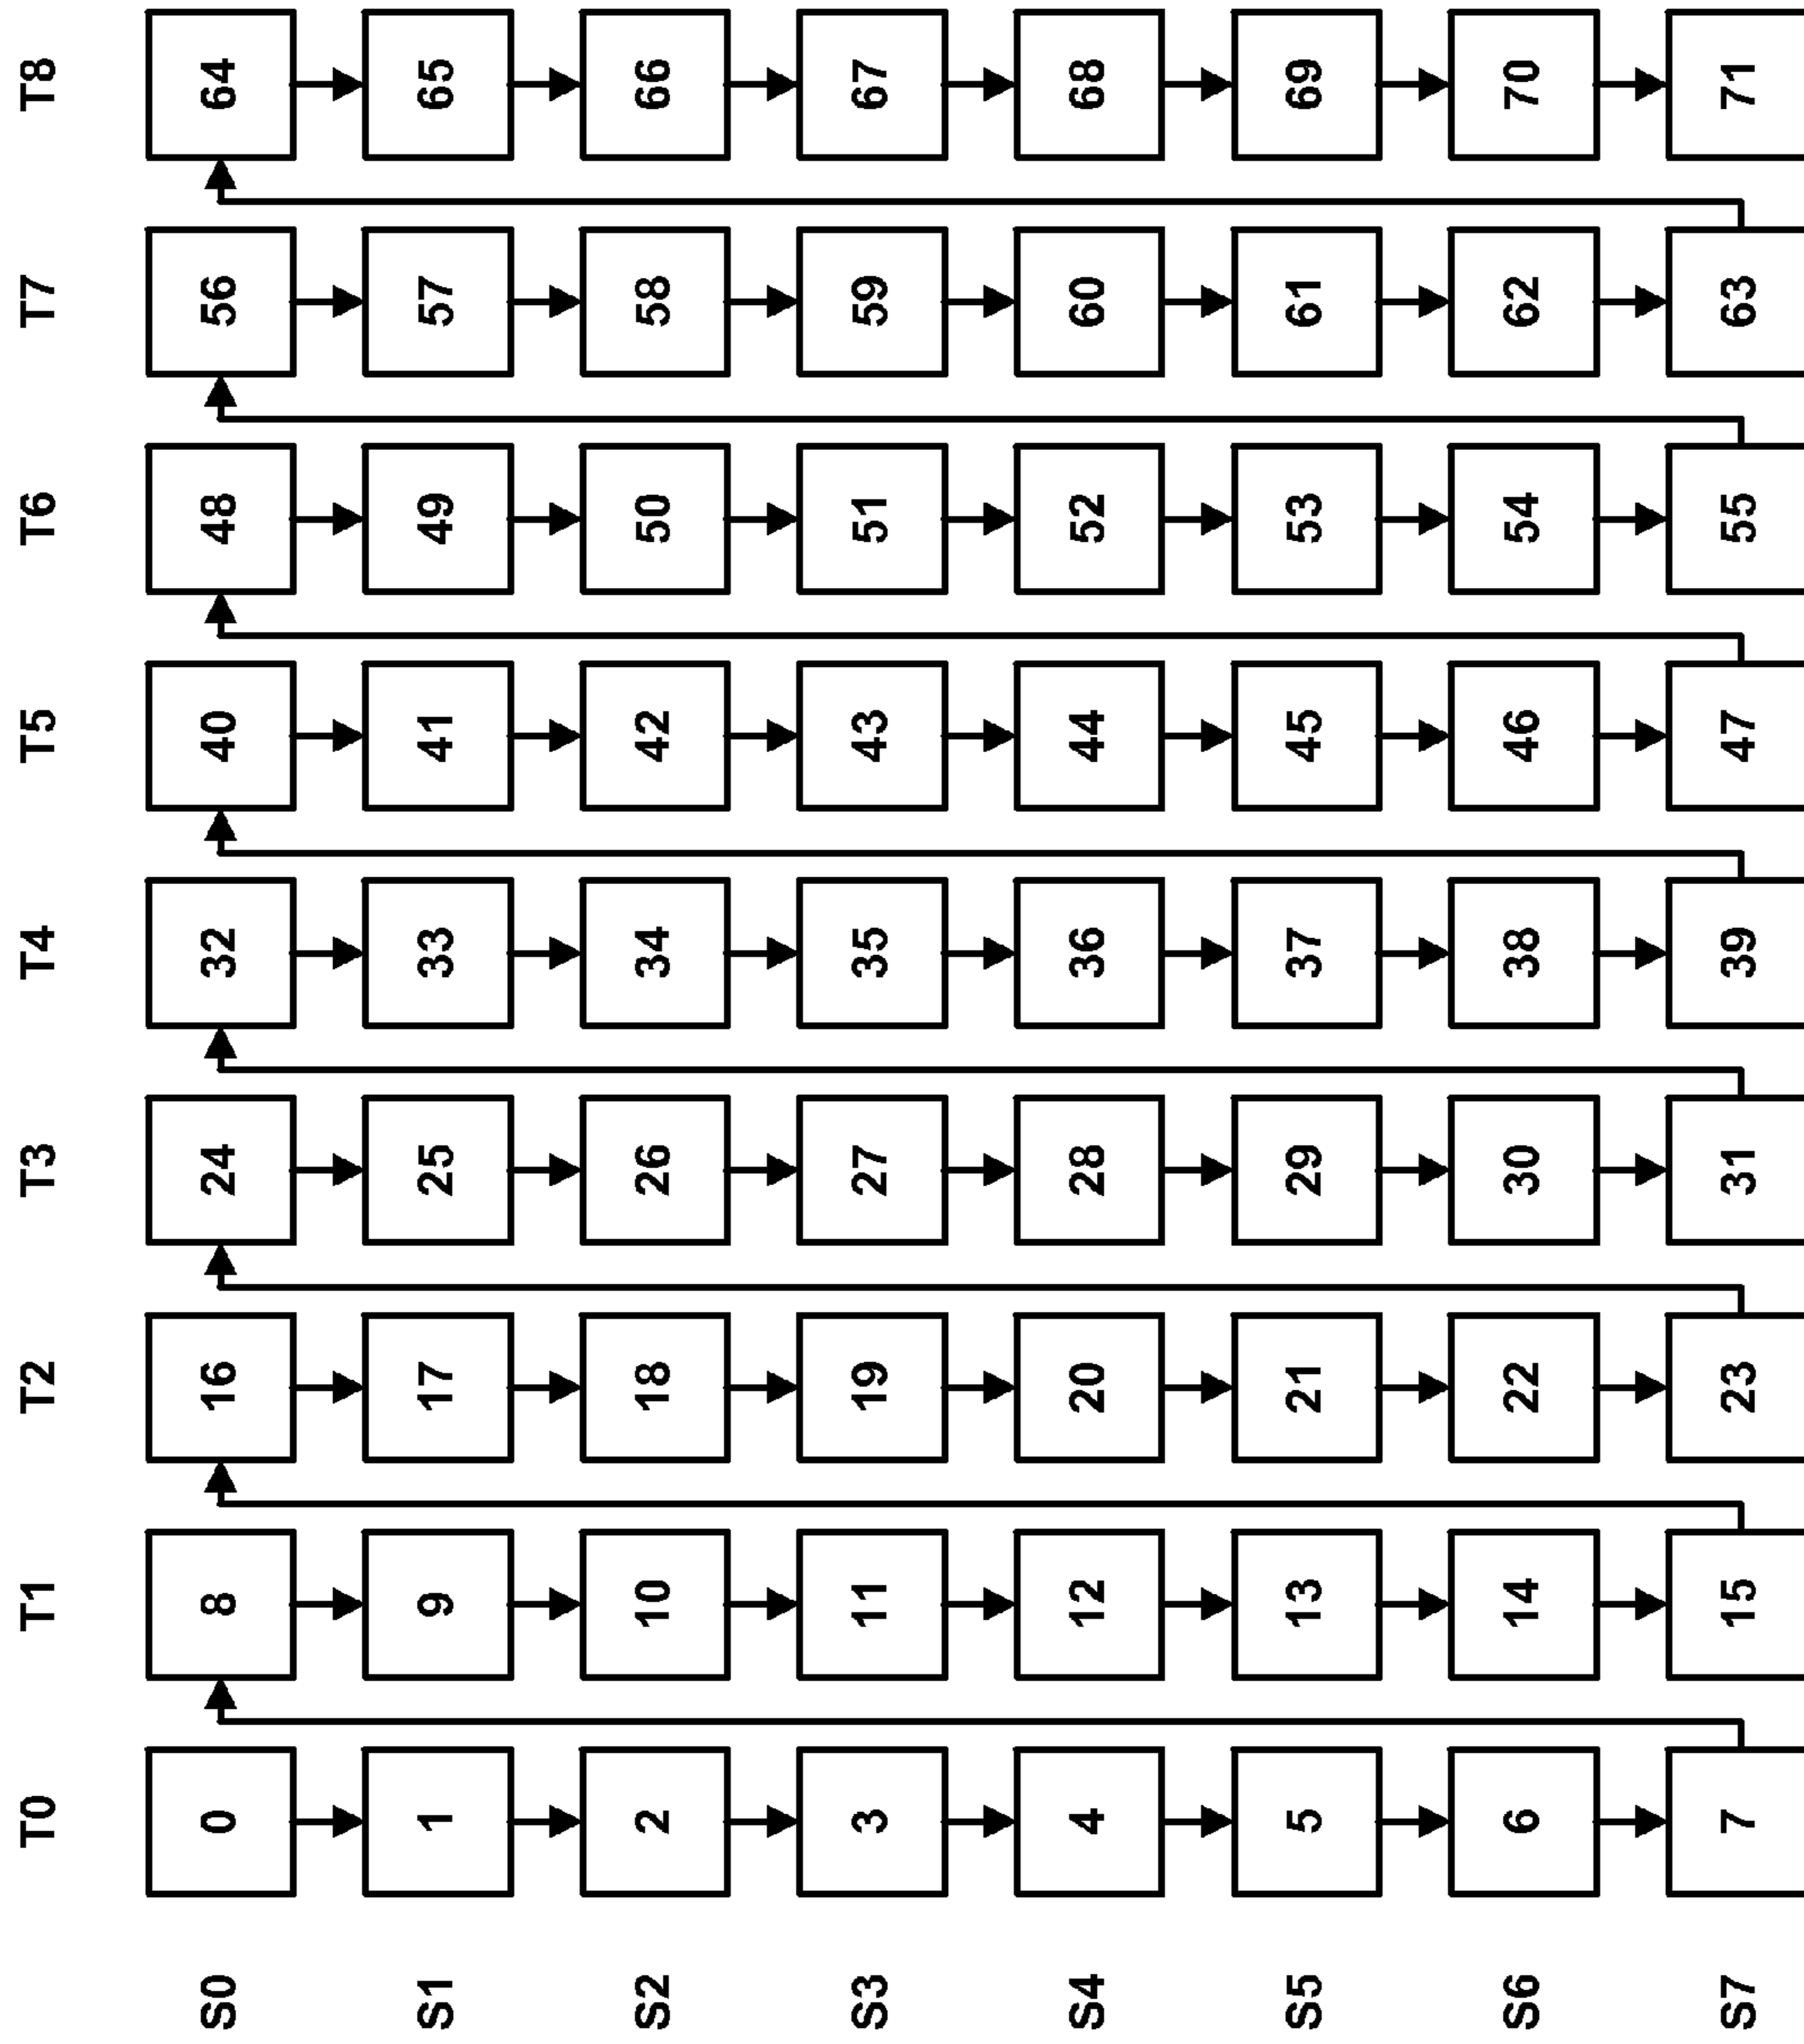 T0 T1 T2 T3 T4 T5 T6 T7 T8
S0 0 8 16 24 32 40 48 56 64
S1 1 9 17 25 33 41 49 57 65
S2 2 10 18 26 34 42 50 58 66
S3 3 11 19 27 35 43 51 59 67
S4 4 12 20 28 36 44 52 60 68
S5 5 13 21 29 37 45 53 61 69
S6 6 14 22 30 38 46 54 62 70
S7 7 15 23 31 39 47 55 63 71